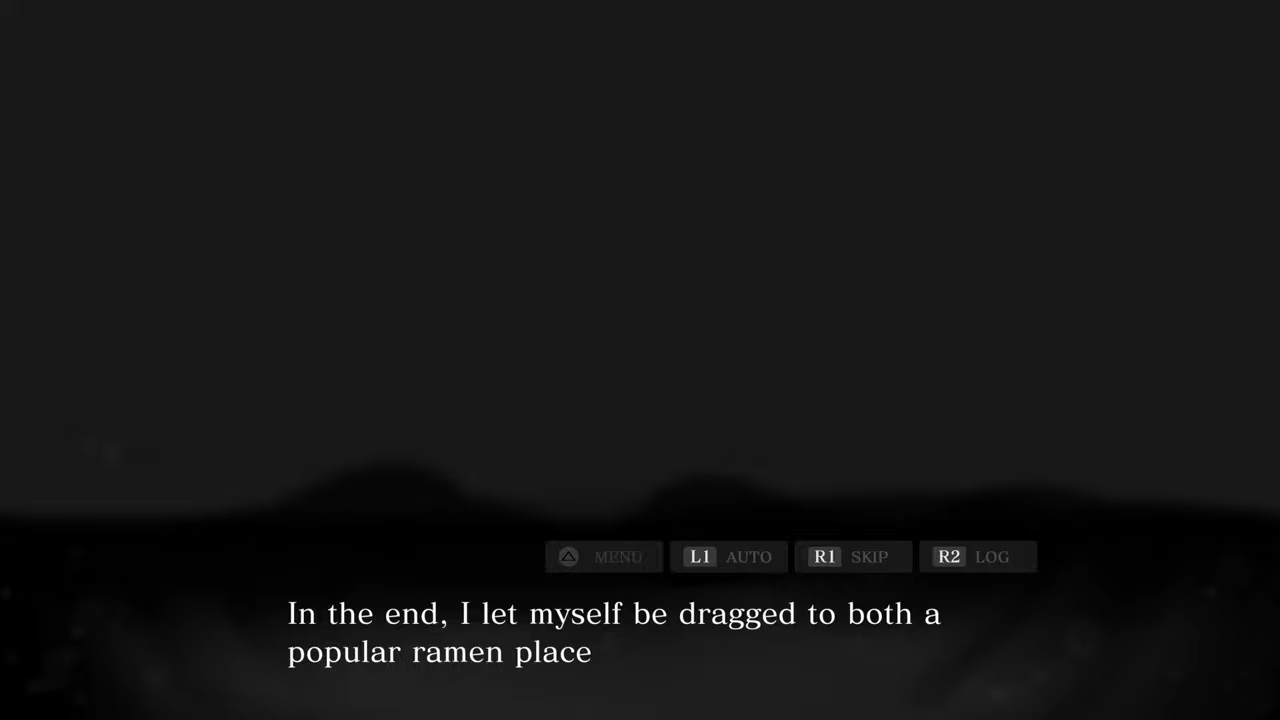 MENU L1 AUTO R1 SKIP R2 LOG
In the end, I let myself be dragged to both a
popular ramen place